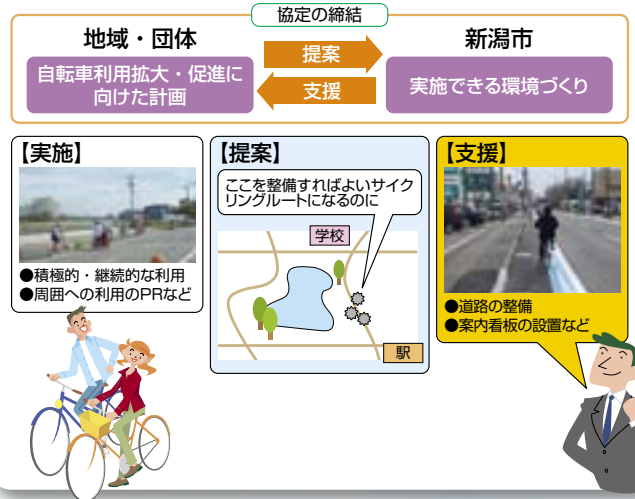 協定の締結
地域・団体
自転車利用拡大・促進に
向けた計画
提案
支援
新潟市
実施できる環境づくり
【実施】
●積極的・継続的な利用
●周囲への利用のPRなど
【提案】
ここを整備すればよいサイク
リングルートになるのに
学校
駅
【支援】
●道路の整備
●案内看板の設置など